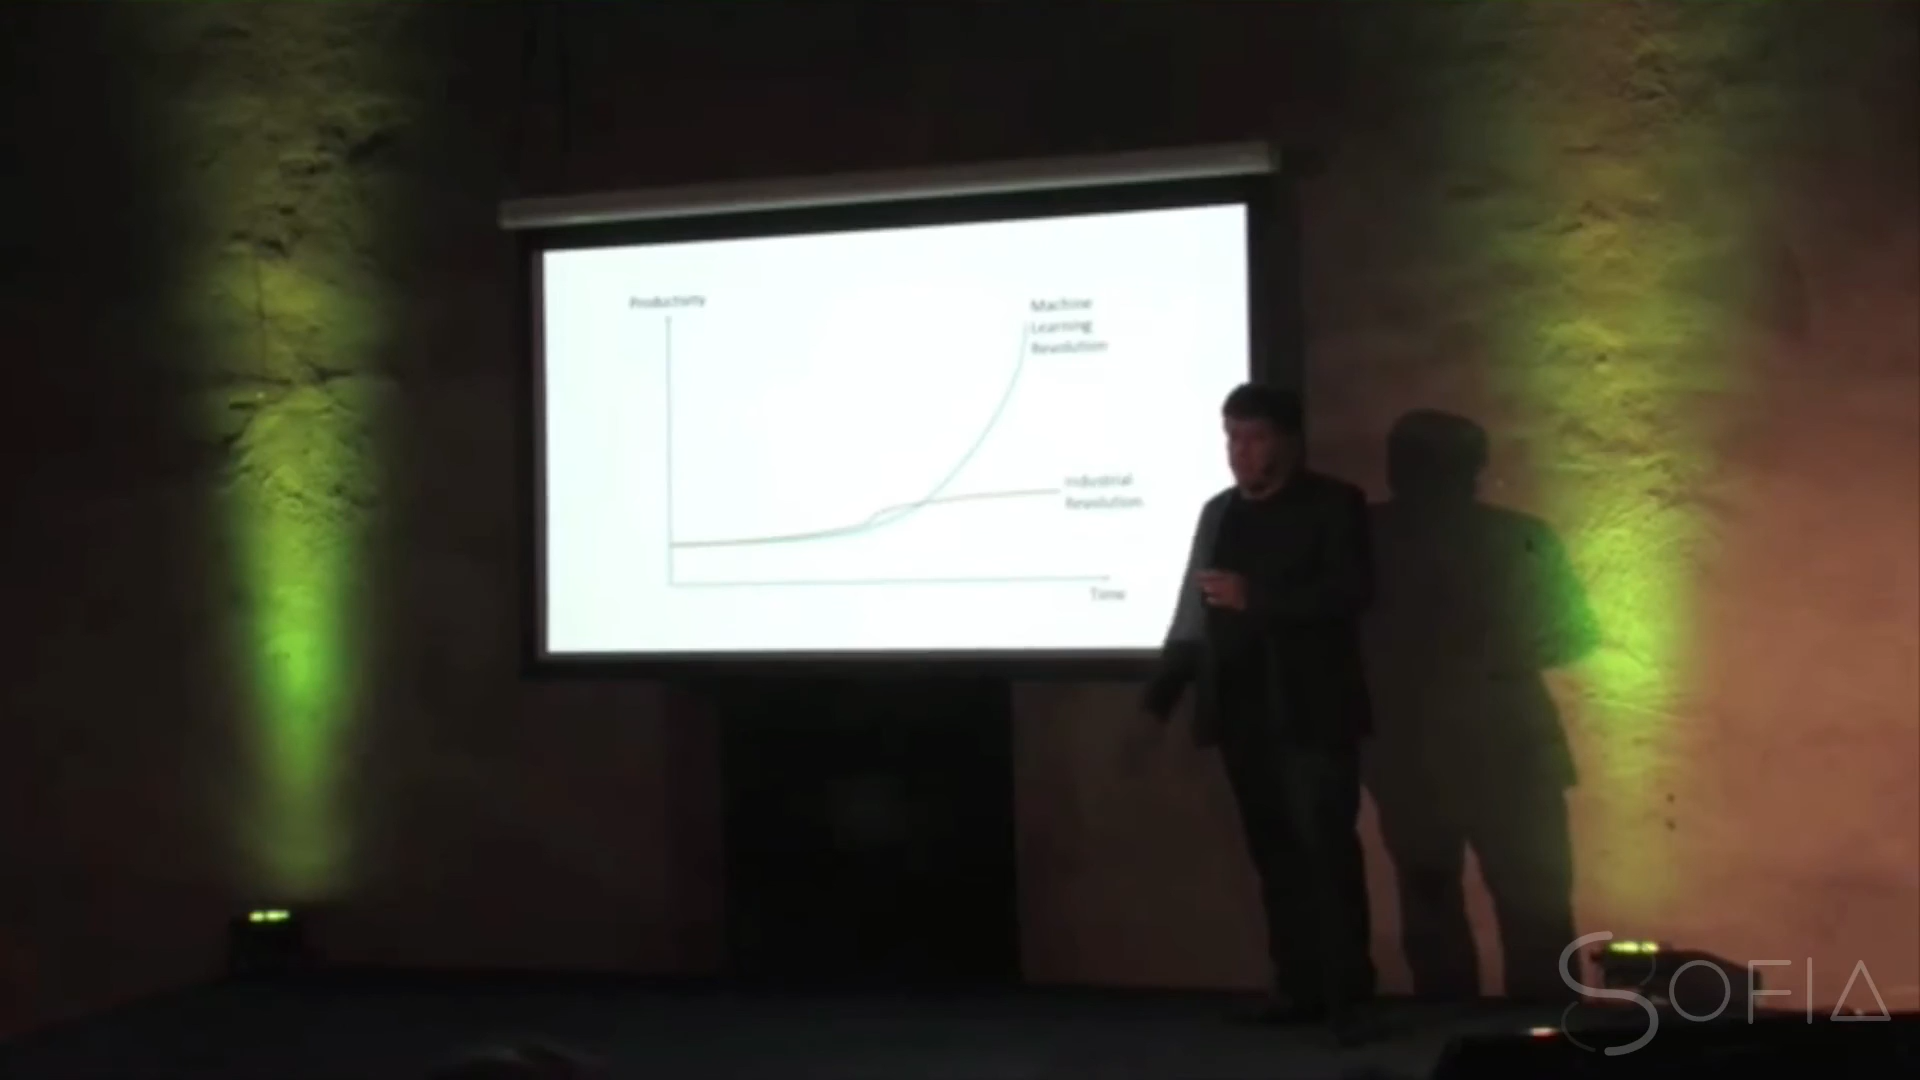 Productivity
Machine
Learning
Revolution
Industrial
Revolution
Time
SOFIA